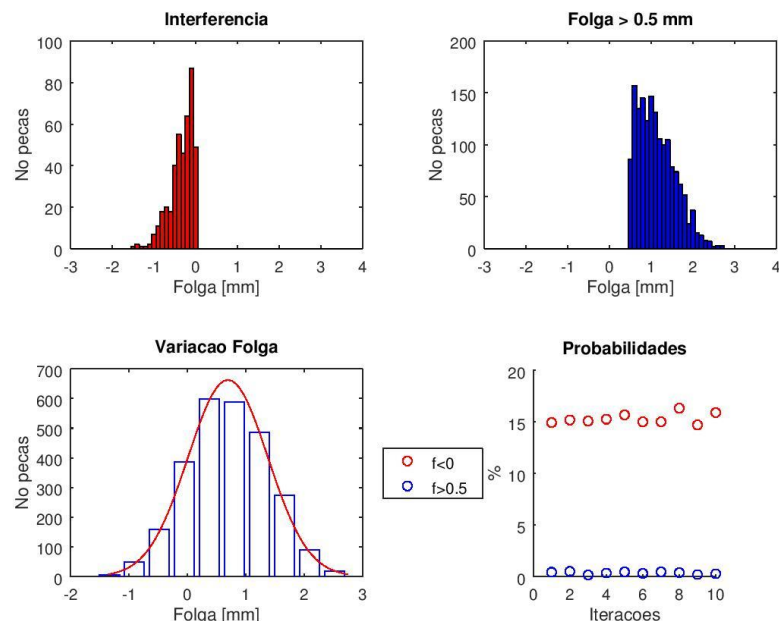 Interferencia
100
80
60
40
20
0
No pecas
-3 -2 -1 0 1 2 3 4
Folga [mm]
Folga > 0.5 mm
200
150
100
50
0
No pecas
-3 -2 -1 0 1 2 3 4
Folga [mm]
Variacao Folga
700
600
500
400
300
200
100
0
No pecas
-2 -1 0 1 2 3
Folga [mm]
f<0
f>0.5
Probabilidades
20
15
10
5
0
%
0 2 4 6 8 10
Iteracoes